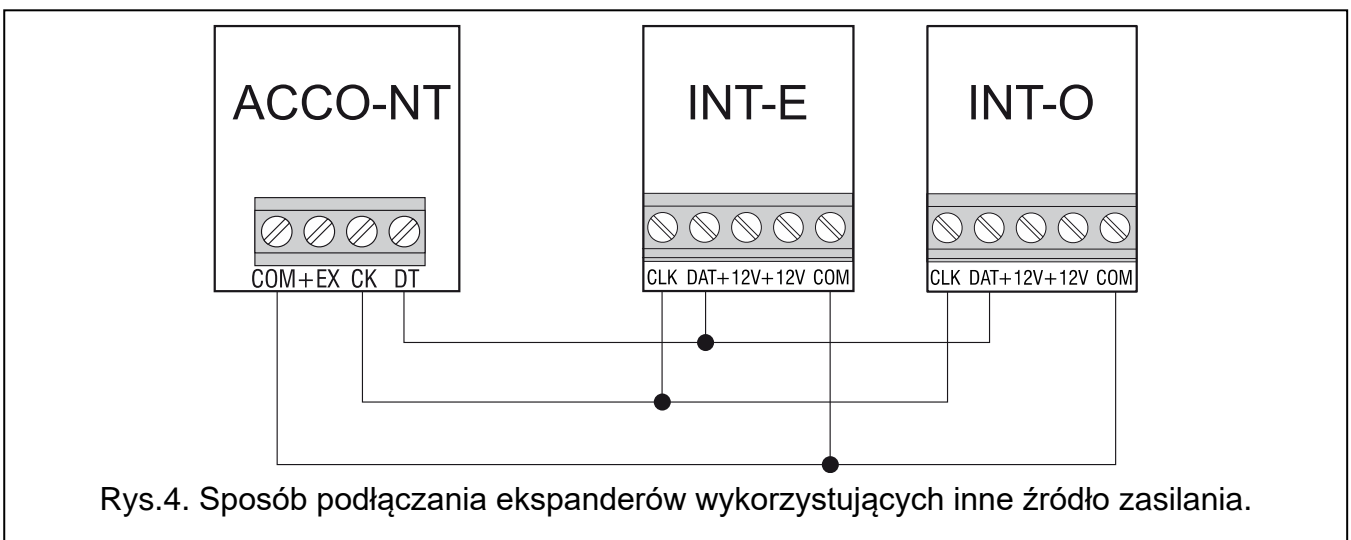 ACCO-NT INT-E INT-O
COM +EX CK DT
CLK DAT +12V +12V COM
CLK DAT +12V +12V COM
Rys.4. Sposób podłączania ekspanderów wykorzystujących inne źródło zasilania.